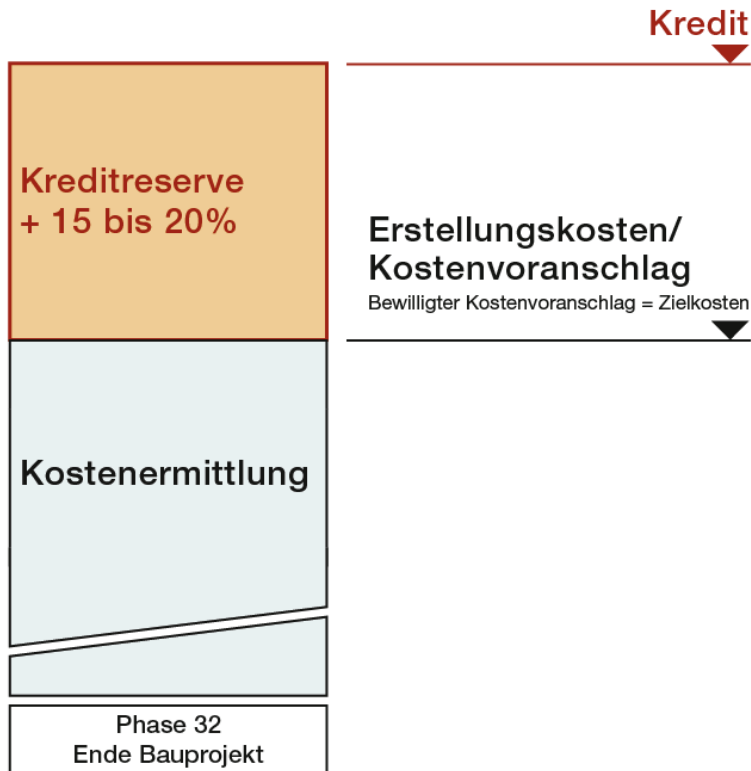 Kredit
Kreditreserve
+ 15 bis 20%
Erstellungskosten/
Kostenvoranschlag
Bewilligter Kostenvoranschlag = Zielkosten
Kostenermittlung
Phase 32
Ende Bauprojekt